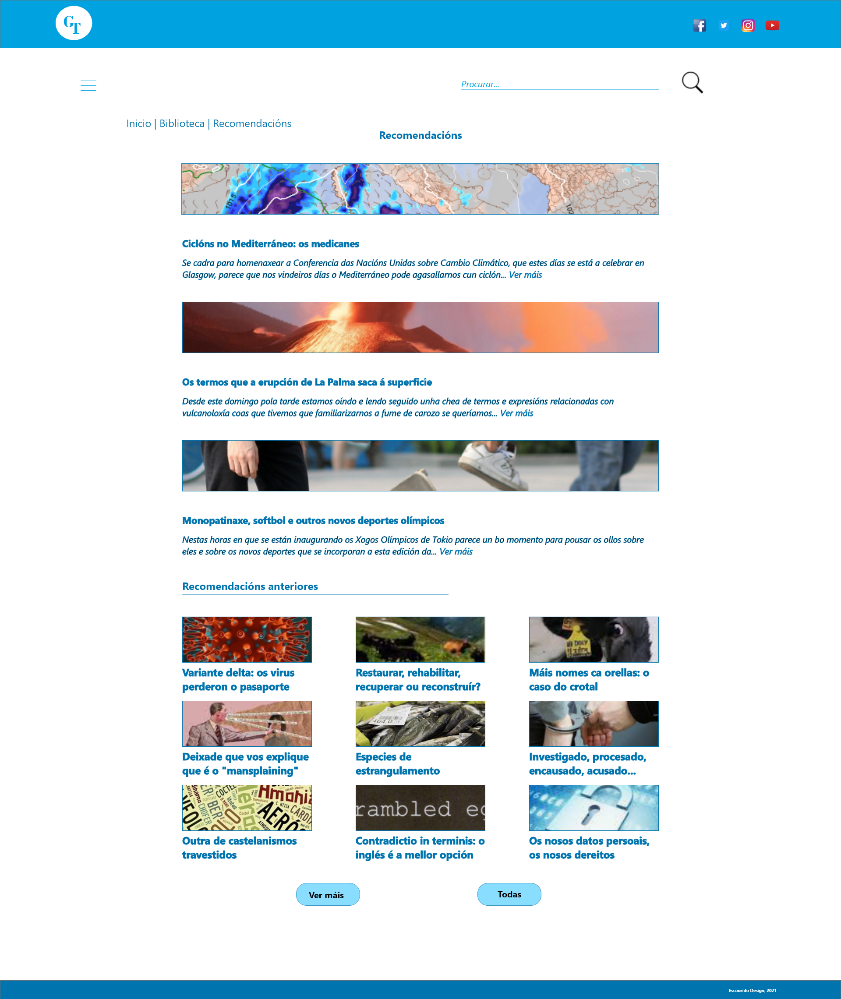 GT
Procurar...
Inicio | Biblioteca | Recomendacións
Recomendacións
1015
102
Ciclóns no Mediterráneo: os medicanes
Se cadra para homenaxear a Conferencia das Nacións Unidas sobre Cambio Climático, que estes días se está a celebrar en
Glasgow, parece que nos vindeiros días o Mediterráneo pode agasallarnos cun ciclón... Ver máis
Os termos que a erupción de La Palma saca á superficie
Desde este domingo pola tarde estamos oíndo e lendo seguido unha chea de termos e expresións relacionadas con
vulcanoloxía coas que tivemos que familiarizarnos a fume de carozo se queríamos... Ver máis
Monopatinaxe, softbol e outros novos deportes olímpicos
Nestas horas en que se están inaugurando os Xogos Olímpicos de Tokio parece un bo momento para pousar os ollos sobre
eles e sobre os novos deportes que se incorporan a esta edición da... Ver máis
Recomendacións anteriores
Variante delta: os virus
perderon o pasaporte
Restaurar, rehabilitar,
recuperar ou reconstruír?
Máis nomes ca orellas: o
caso do crotal
464,0
Deixade que vos explique
que é o "mansplaining"
Especies de
estrangulamento
Investigado, procesado,
encausado, acusado...
COCTEL
CHOFER
AERÓ
rambled eg
Outra de castelanismos
travestidos
Contradictio in terminis: o
inglés é a mellor opción
Os nosos datos persoais,
os nosos dereitos
Ver máis
Todas
Escourido Design, 2021